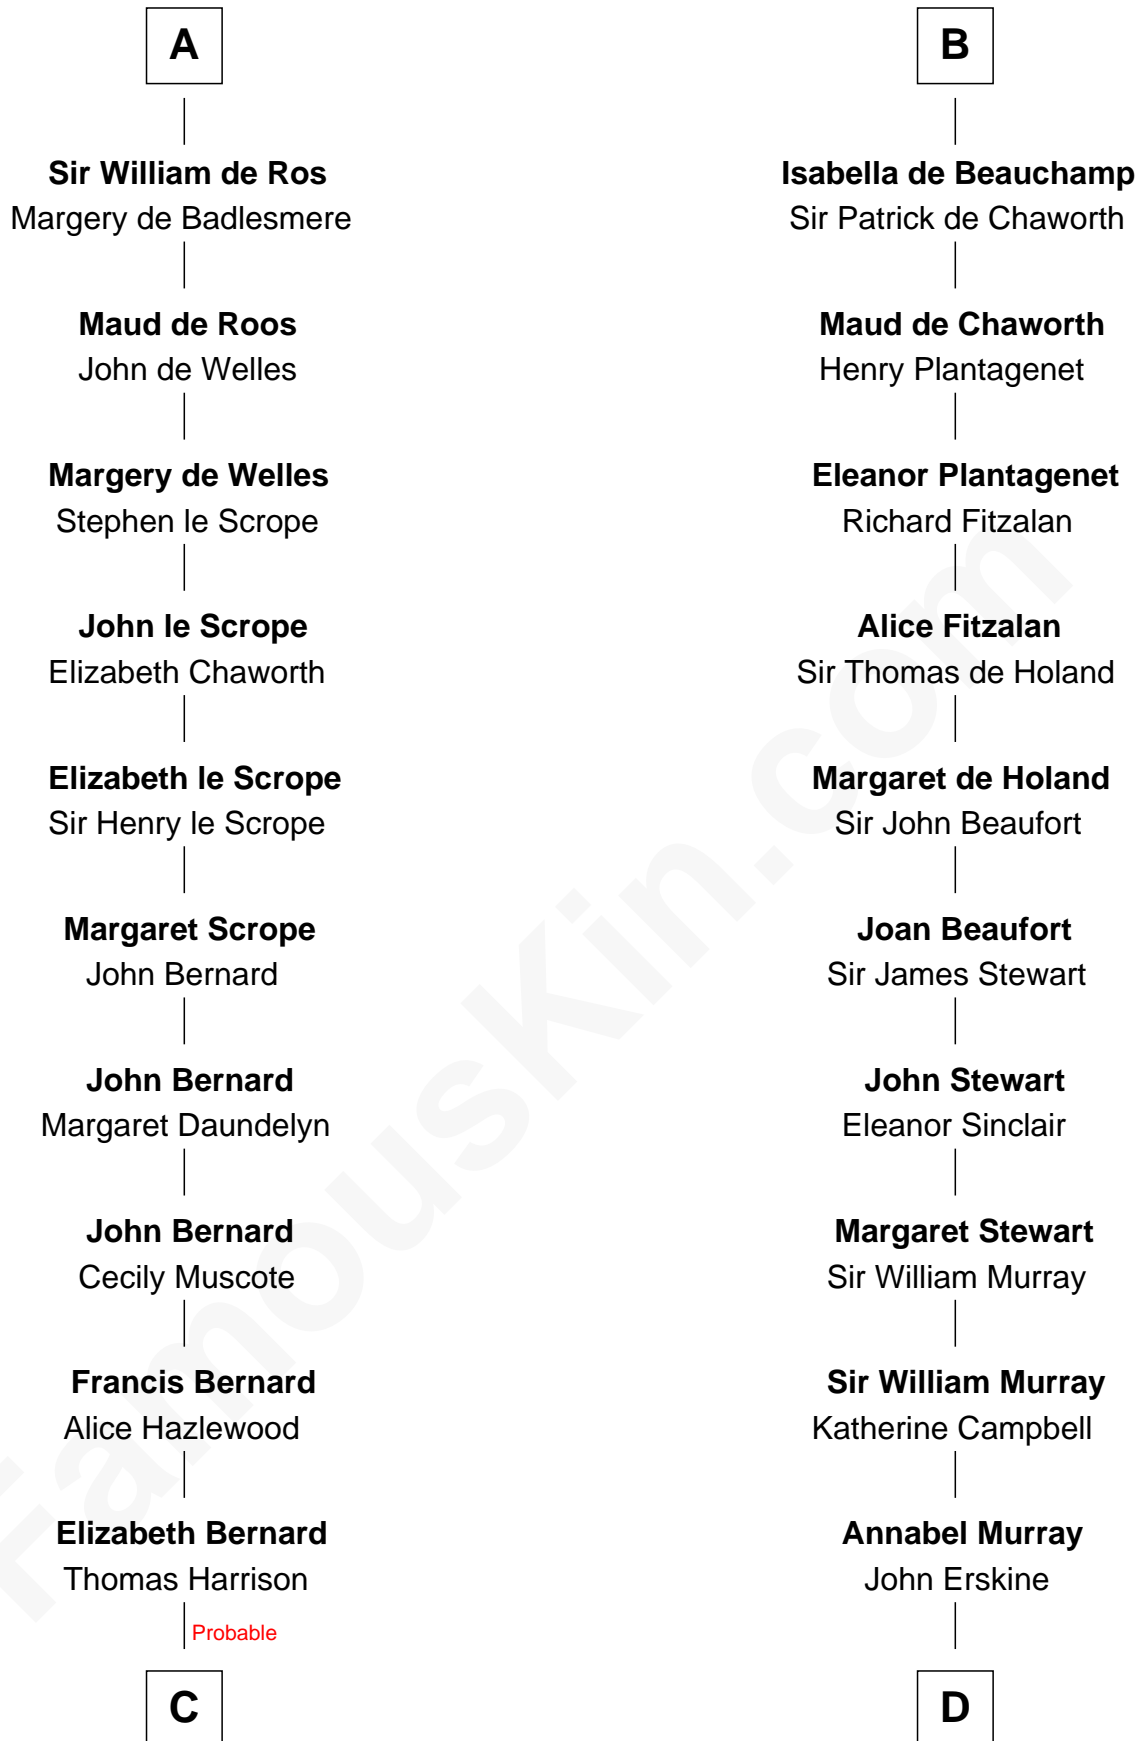 A
Sir William de Ros
Margery de Badlesmere
Maud de Roos
John de Welles
Margery de Welles
Stephen le Scrope
John le Scrope
Elizabeth Chaworth
Elizabeth le Scrope
Sir Henry le Scrope
Margaret Scrope
John Bernard
John Bernard
Margaret Daundelyn
John Bernard
Cecily Muscote
Francis Bernard
Alice Hazlewood
Elizabeth Bernard
Thomas Harrison
Probable
C
B
Isabella de Beauchamp
Sir Patrick de Chaworth
Maud de Chaworth
Henry Plantagenet
Eleanor Plantagenet
Richard Fitzalan
Alice Fitzalan
Sir Thomas de Holand
Margaret de Holand
Sir John Beaufort
Joan Beaufort
Sir James Stewart
John Stewart
Eleanor Sinclair
Margaret Stewart
Sir William Murray
Sir William Murray
Katherine Campbell
Annabel Murray
John Erskine
D
FamousKin.com